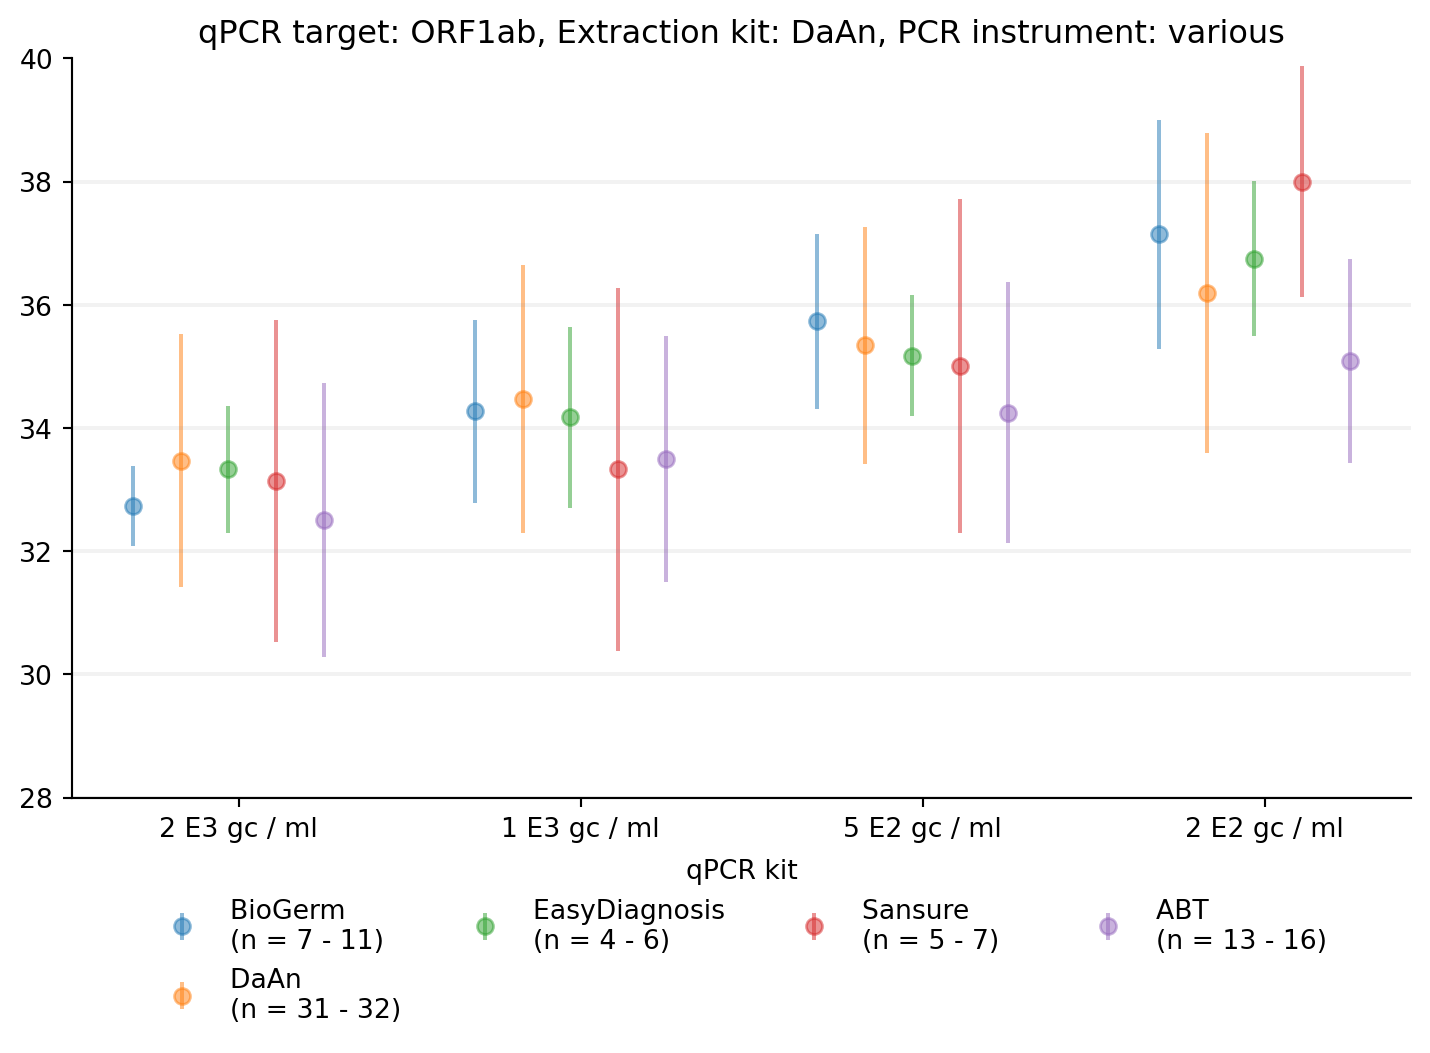 qPCR target: ORF1ab, Extraction kit: DaAn, PCR instrument: various
40
38
36
34
32
30
28
2 E3 gc / ml
1 E3 gc / ml
5 E2 gc / ml
2 E2 gc / ml
qPCR kit
BioGerm
(n = 7 - 11)
DaAn
(n = 31 - 32)
EasyDiagnosis
(n = 4 - 6)
Sansure
(n = 5 - 7)
ABT
(n = 13 - 16)